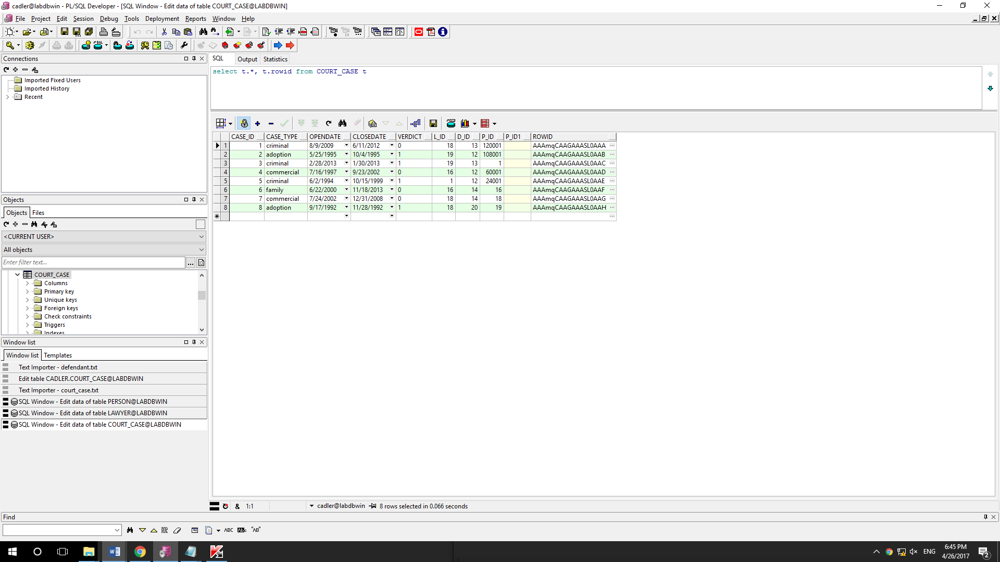 cadler@labdbwin - PL/SQL Developer - [SQL Window - Edit data of table COURT_CASE@LABDBWIN]
File Project Edit Session Debug Tools Deployment Reports Window Help
Connections
Imported Fixed Users
Imported History
Recent
Objects
Objects Files
<CURRENT USER>
All objects
Enter filter text...
COURT_CASE
Columns
Primary key
Unique keys
Foreign keys
Check constraints
Triggers
Indexes
Window list
Window list Templates
Text Importer - defendant.txt
Edit table CADLER.COURT_CASE@LABDBWIN
Text Importer - court_case.txt
SQL Window - Edit data of table PERSON@LABDBWIN
SQL Window - Edit data of table LAWYER@LABDBWIN
SQL Window - Edit data of table COURT_CASE@LABDBWIN
SQL Output Statistics
select t.*, t.rowid from COURT_CASE t
CASE_ID CASE_TYPE OPENDATE CLOSEDATE VERDICT L_ID D_ID P_ID P_ID1 ROWID
1 1 criminal 8/9/2009 6/11/2012 0 18 13 120001 AAAmqCAAGAAASL0AAA
2 2 adoption 5/25/1995 10/4/1995 1 19 12 108001 AAAmqCAAGAAASL0AAB
3 3 criminal 2/28/2013 1/30/2013 1 19 13 1 AAAmqCAAGAAASL0AAC
4 4 commercial 7/16/1997 9/23/2002 0 16 12 60001 AAAmqCAAGAAASL0AAD
5 5 criminal 6/2/1994 10/15/1999 1 1 12 24001 AAAmqCAAGAAASL0AAE
6 6 family 6/22/2000 11/18/2013 0 16 14 16 AAAmqCAAGAAASL0AAF
7 7 commercial 7/24/2002 12/31/2008 0 18 14 18 AAAmqCAAGAAASL0AAG
8 8 adoption 9/17/1992 11/28/1992 1 18 20 19 AAAmqCAAGAAASL0AAH
& 1:1 cadler@labdbwin 8 rows selected in 0.066 seconds
Find
ABC "AB"
ENG 6:45 PM
4/26/2017
2